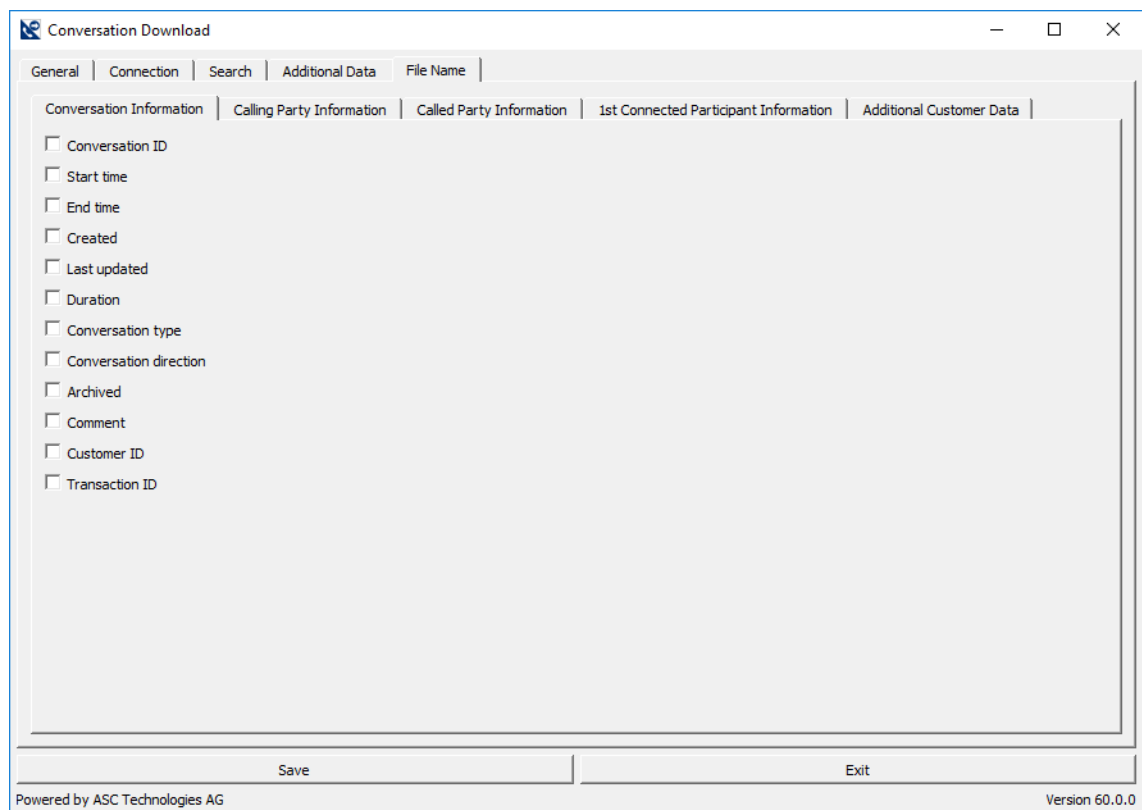 Conversation Download
General Connection Search Additional Data File Name
Conversation Information Calling Party Information Called Party Information 1st Connected Participant Information Additional Customer Data
Conversation ID
Start time
End time
Created
Last updated
Duration
Conversation type
Conversation direction
Archived
Comment
Customer ID
Transaction ID
Save Exit
Powered by ASC Technologies AG Version 60.0.0